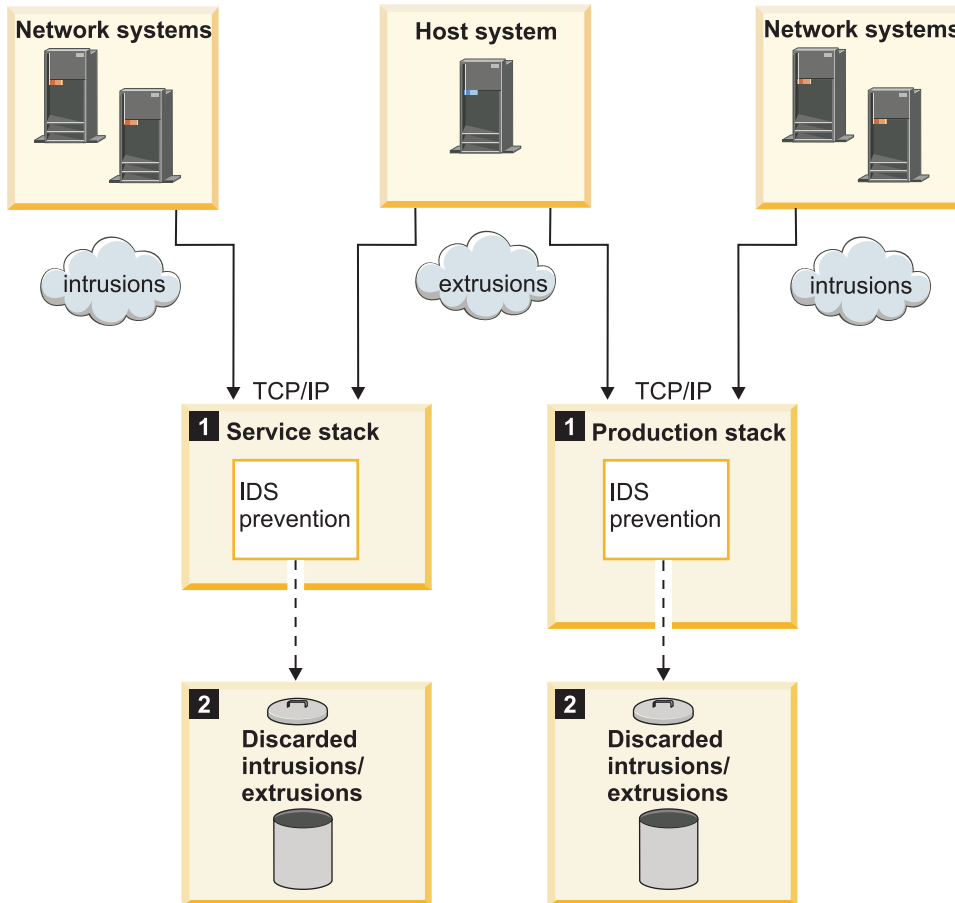 Network systems
Host system
Network systems
intrusions
extrusions
intrusions
TCP/IP
TCP/IP
1 Service stack
IDS
prevention
1 Production stack
IDS
prevention
2
Discarded
intrusions/
extrusions
2
Discarded
intrusions/
extrusions